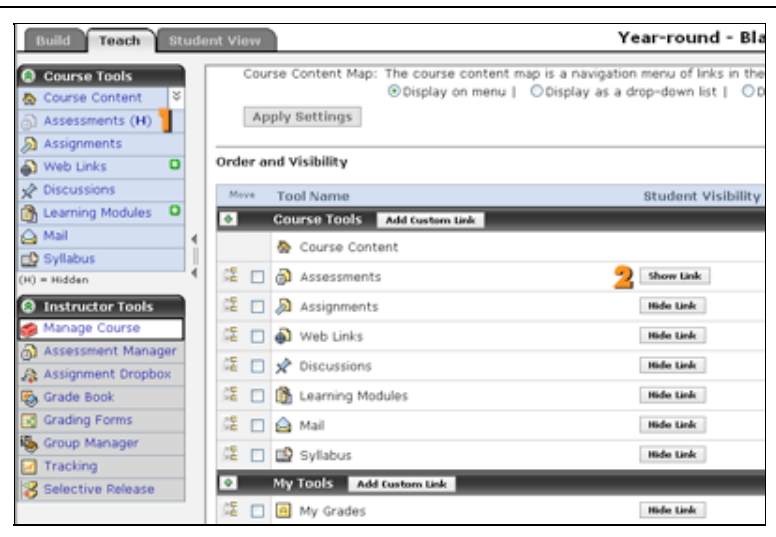 Build Teach Student View Year-round - Bla
Course Tools
Course Content
Assessments (H) 1
Assignments
Web Links
Discussions
Learning Modules
Mail
Syllabus
(H) = Hidden
Instructor Tools
Manage Course
Assessment Manager
Assignment Dropbox
Grade Book
Grading Forms
Group Manager
Tracking
Selective Release
Course Content Map: The course content map is a navigation menu of links in the
Display on menu | Display as a drop-down list | D
Apply Settings
Order and Visibility
Move Tool Name Student Visibility
Course Tools Add Custom Link
Course Content
Assessments 2 Show Link
Assignments Hide Link
Web Links Hide Link
Discussions Hide Link
Learning Modules Hide Link
Mail Hide Link
Syllabus Hide Link
My Tools Add Custom Link
My Grades Hide Link